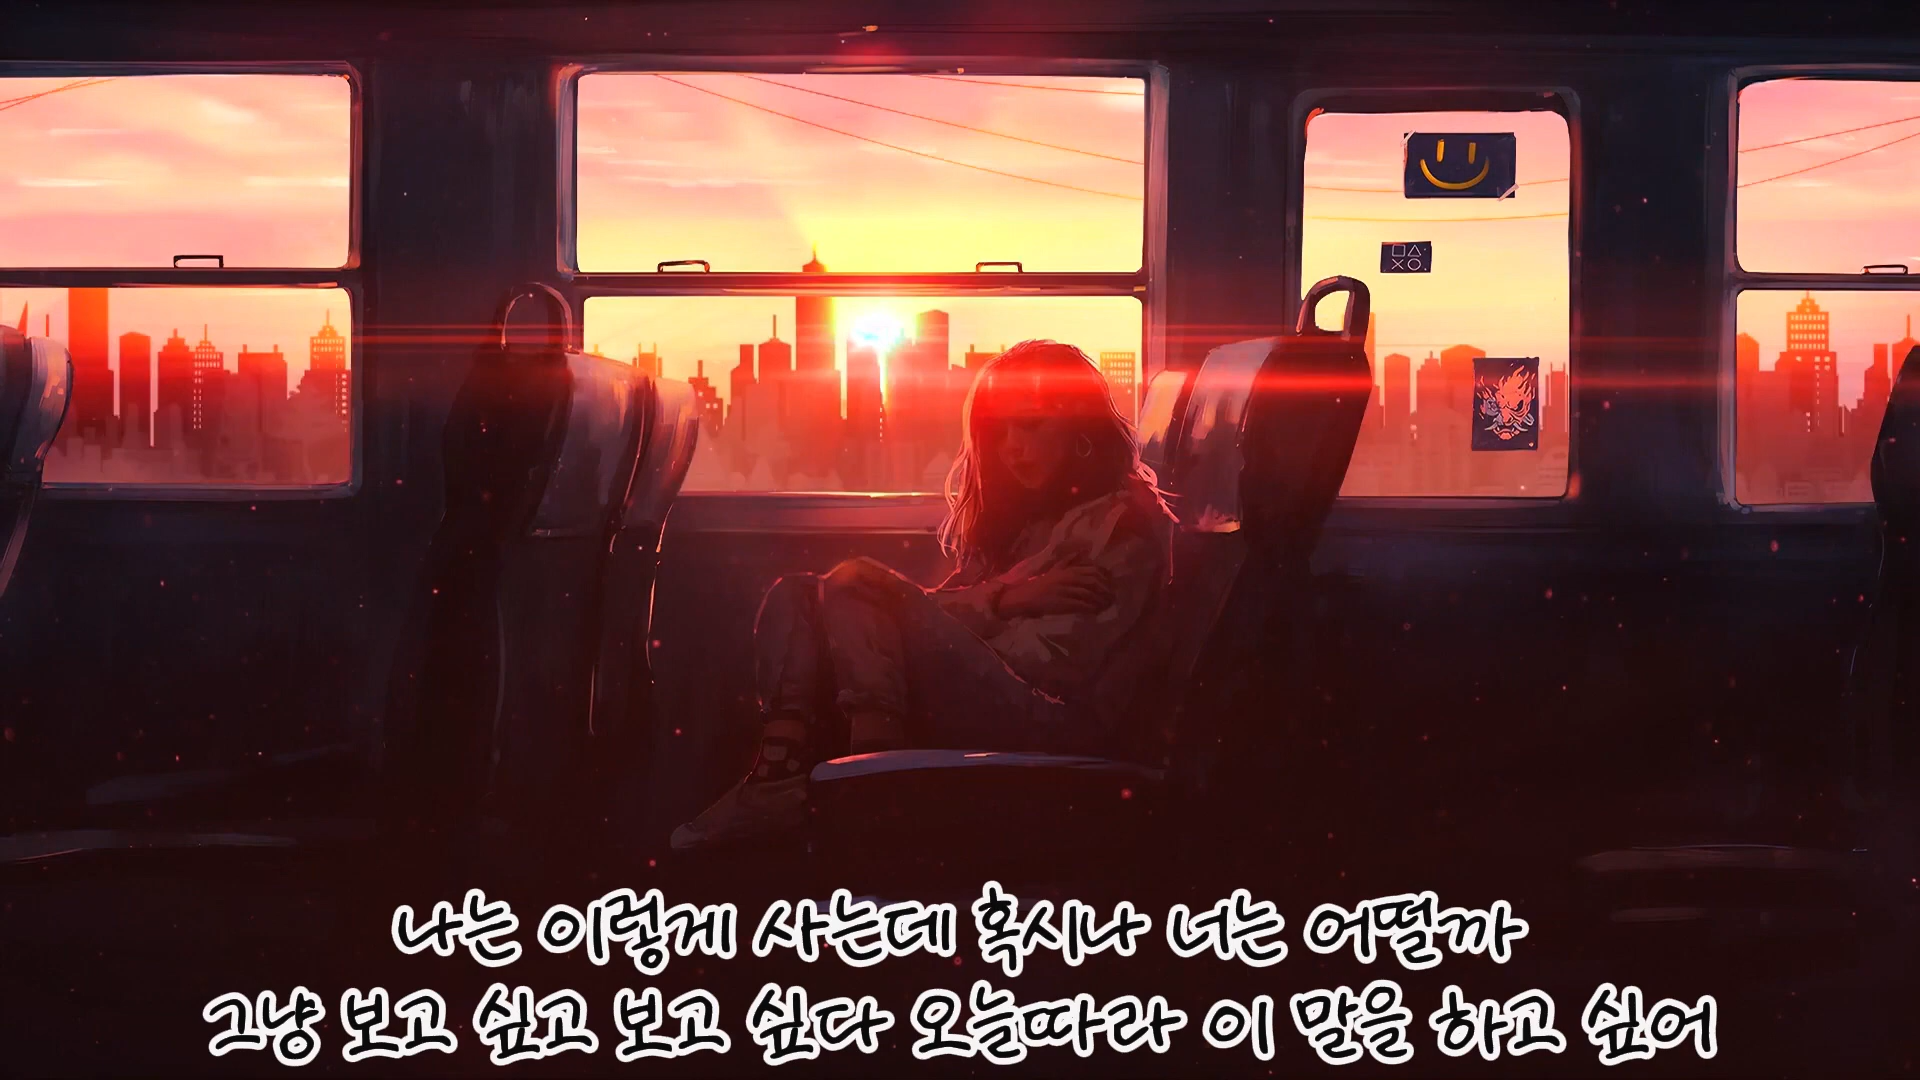 나는 이렇게 사는데 혹시나 너는 어떨까
그냥 보고 싶고 보고 싶다 오늘따라 이 말을 하고 싶어